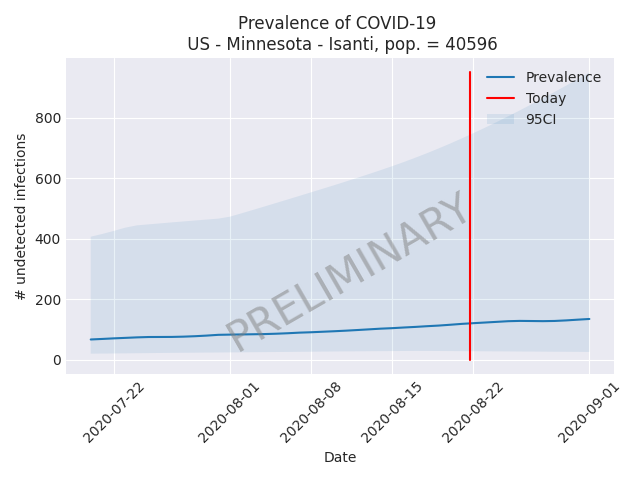 Prevalence of COVID-19
US - Minnesota - Isanti, pop. = 40596
Prevalence
Today
95CI
# undetected infections
800
600
400
200
0
PRELIMINARY
2020-07-22
2020-08-01
2020-08-08
2020-08-15
2020-08-22
2020-09-01
Date